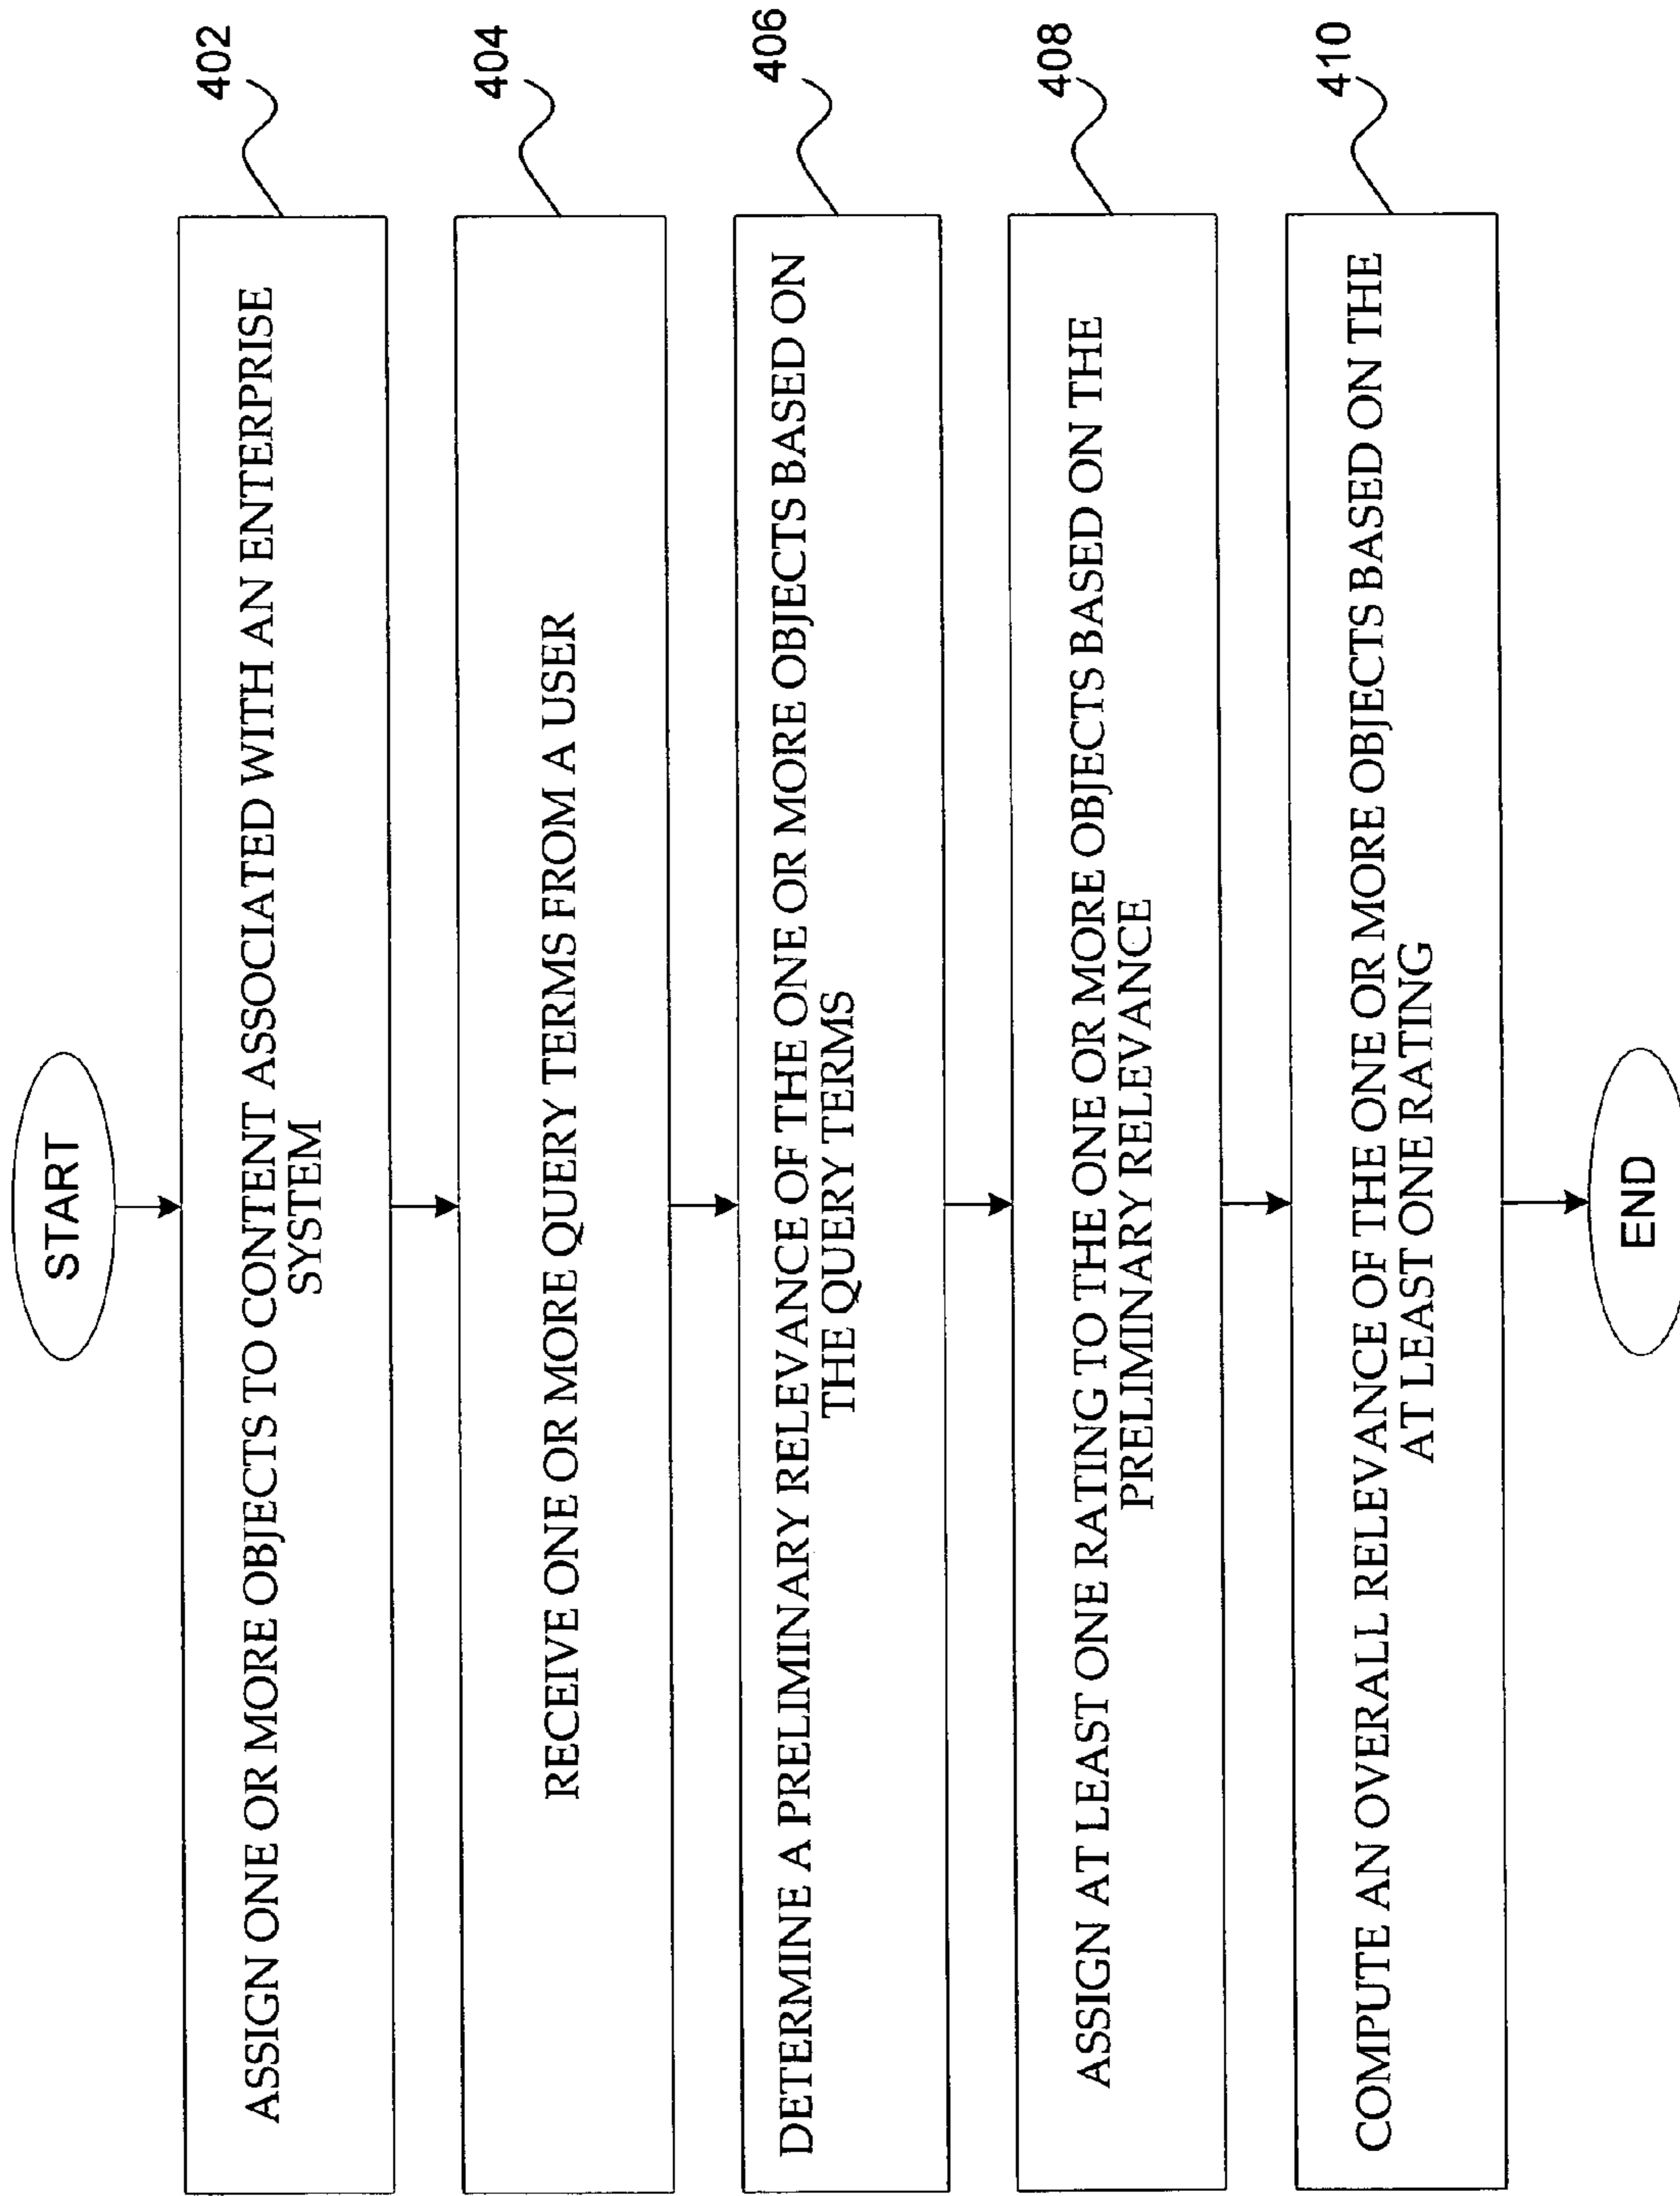 START
ASSIGN ONE OR MORE OBJECTS TO CONTENT ASSOCIATED WITH AN ENTERPRISE
SYSTEM
402
RECEIVE ONE OR MORE QUERY TERMS FROM A USER
404
DETERMINE A PRELIMINARY RELEVANCE OF THE ONE OR MORE OBJECTS BASED ON
THE QUERY TERMS
406
ASSIGN AT LEAST ONE RATING TO THE ONE OR MORE OBJECTS BASED ON THE
PRELIMINARY RELEVANCE
408
COMPUTE AN OVERALL RELEVANCE OF THE ONE OR MORE OBJECTS BASED ON THE
AT LEAST ONE RATING
410
END